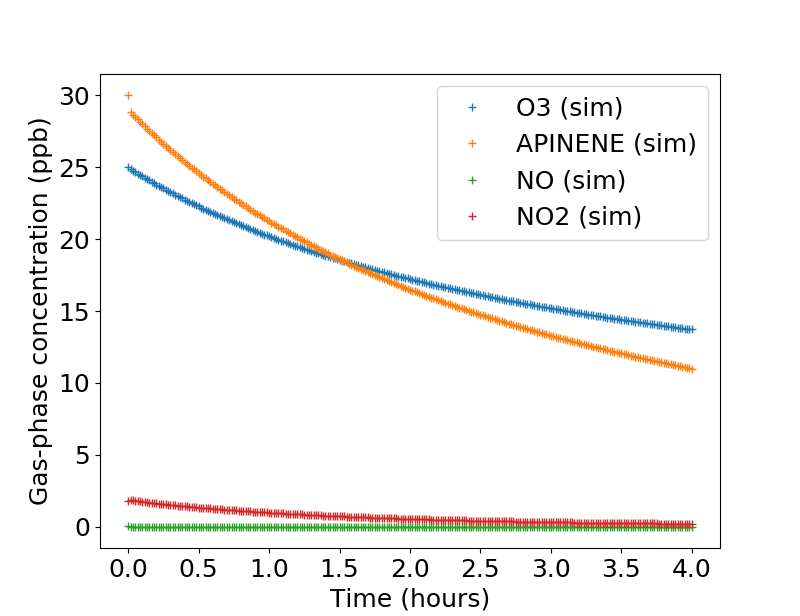 O3 (sim)
APINENE (sim)
NO (sim)
NO2 (sim)
Gas-phase concentration (ppb)
30
25
20
15
10
5
0
0.0 0.5 1.0 1.5 2.0 2.5 3.0 3.5 4.0
Time (hours)